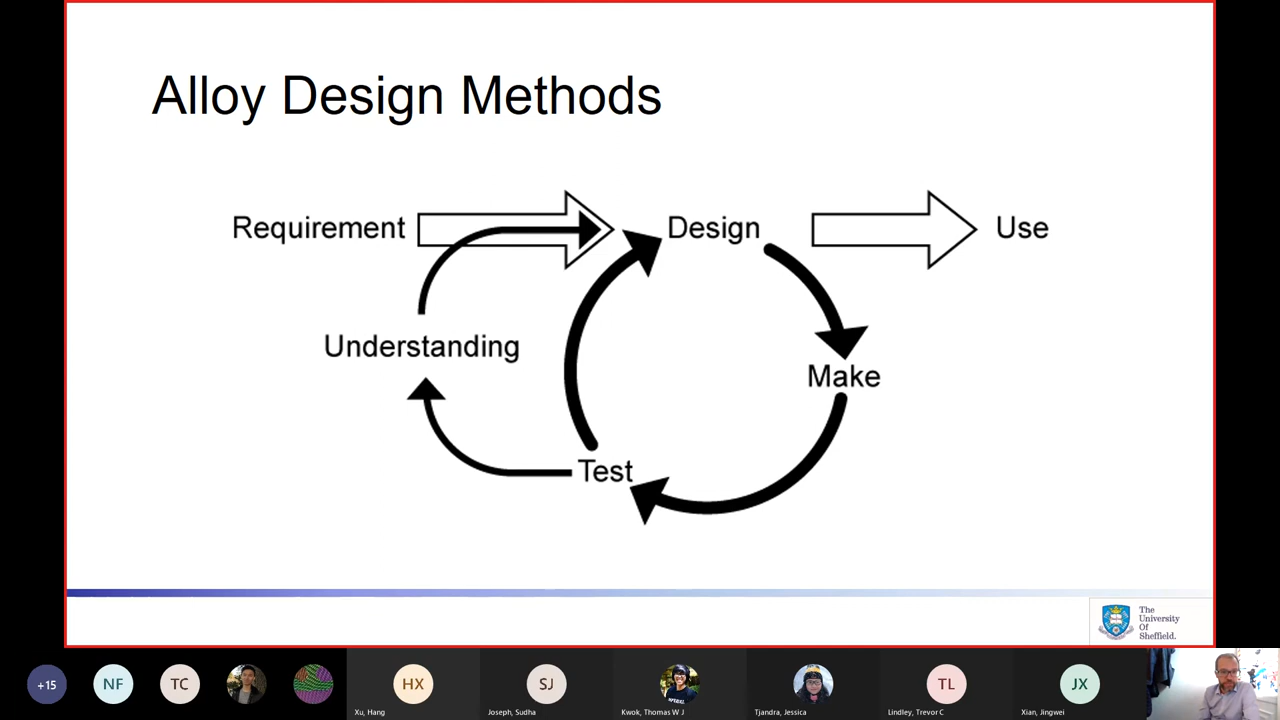 Alloy Design Methods
Requirement
Design
Use
Understanding
Make
Test
The
University
Of
Sheffield.
+15
NF
TC
HX
SJ
TL
JX
Xu, Hang
Joseph, Sudha
Kwok, Thomas W J
Tjandra, Jessica
Lindley, Trevor C
Xian, Jingwei